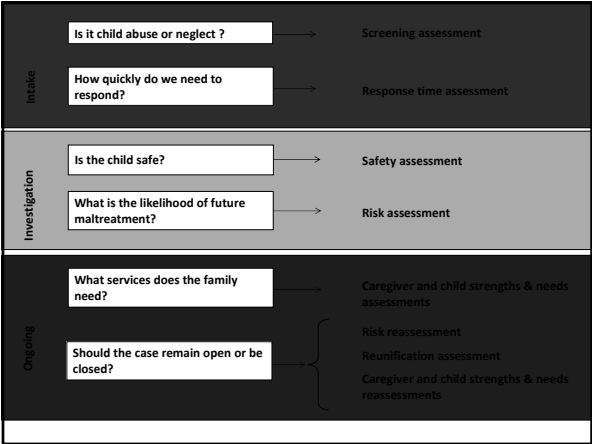 Intake
Is it child abuse or neglect ?
Screening assessment
How quickly do we need to
respond?
Response time assessment
Investigation
Is the child safe?
Safety assessment
What is the likelihood of future
maltreatment?
Risk assessment
Ongoing
What services does the family
need?
Caregiver and child strengths & needs
assessments
Should the case remain open or be
closed?
Risk reassessment
Reunification assessment
Caregiver and child strengths & needs
reassessments